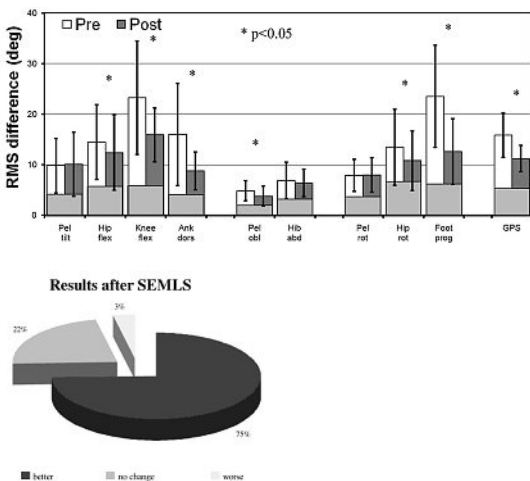 RMS difference (deg)
40
30
20
10
0
Pre Post
* p<0.05
*
*
*
*
*
*
*
Pel tilt
Hip flex
Knee flex
Ank dors
Pel obl
Hib abd
Pel rot
Hip rot
Foot prog
GPS
Results after SEMLS
3%
22%
75%
better no change worse